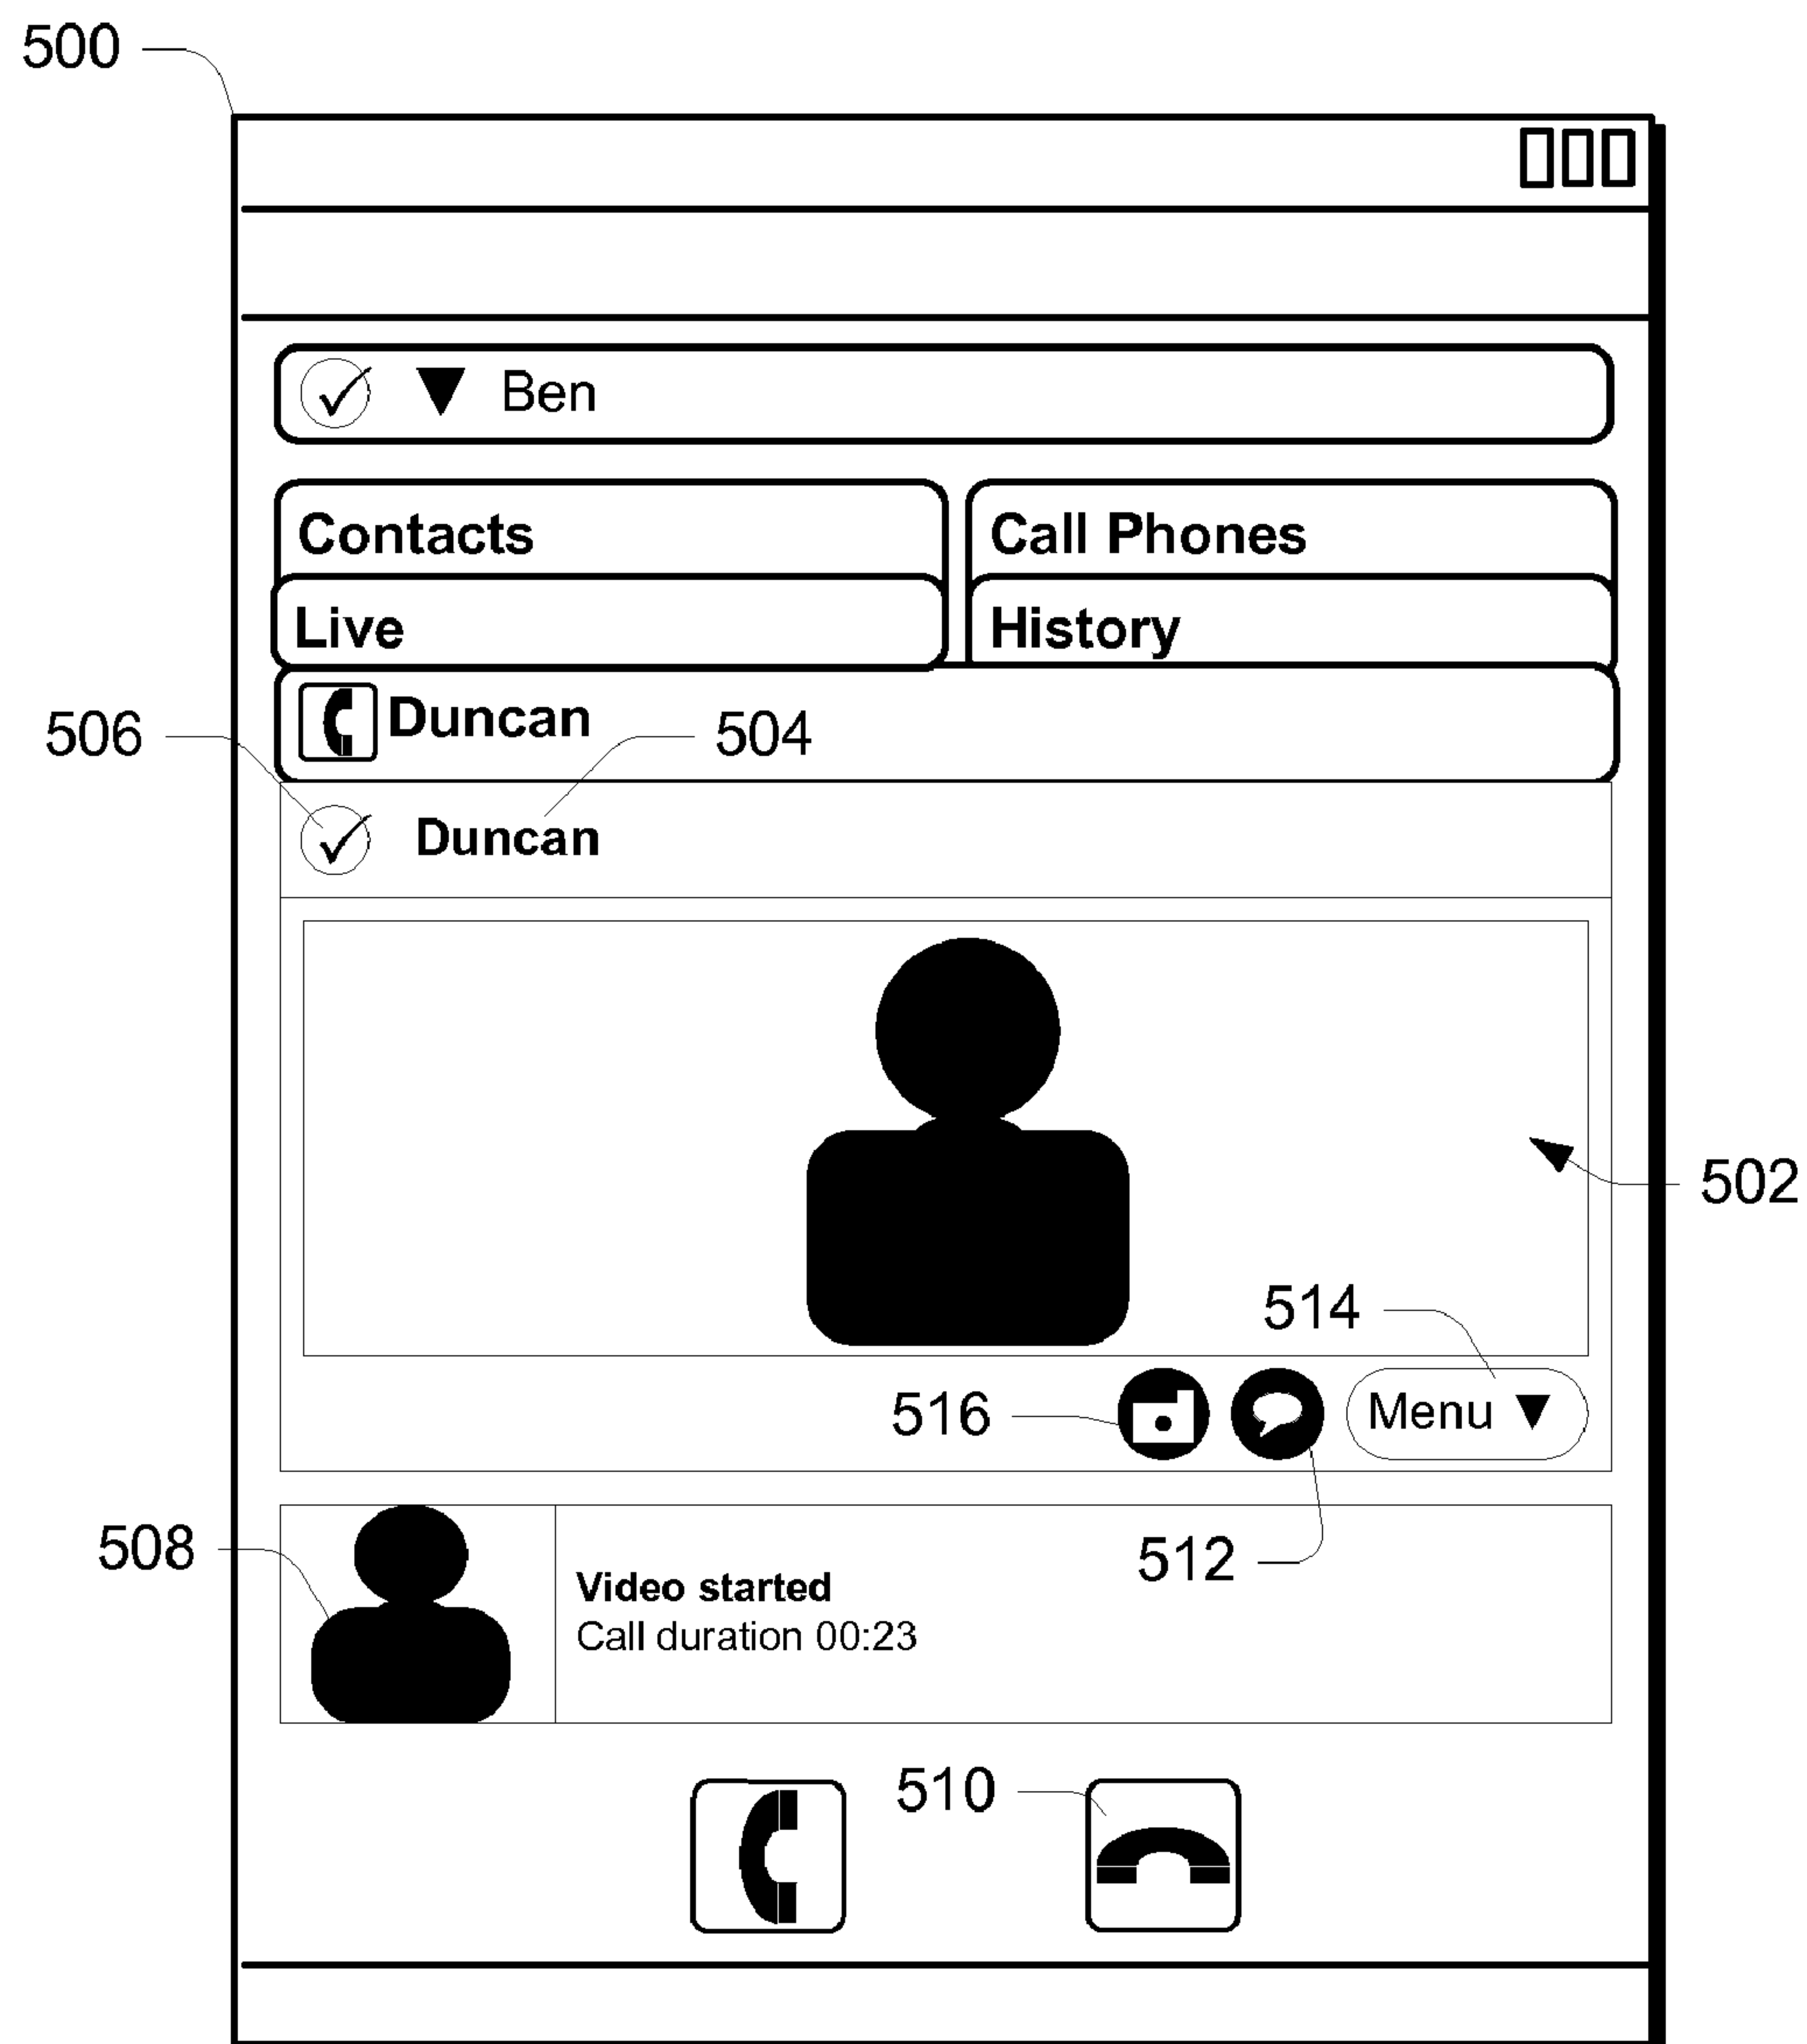 500
Ben
Contacts
Call Phones
Live
History
Duncan
506
504
Duncan
502
514
516
Menu
508
512
Video started
Call duration 00:23
510